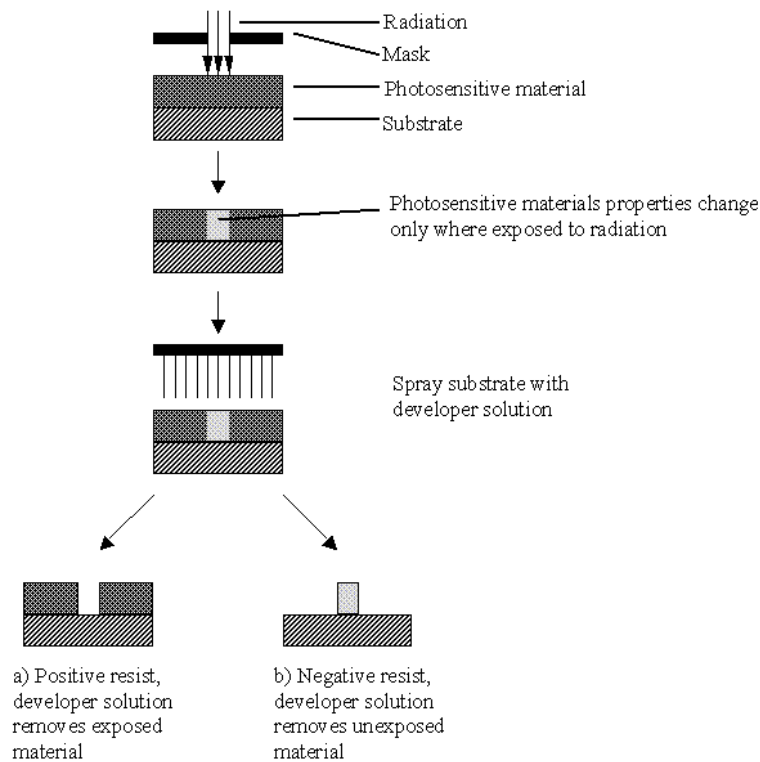 Radiation
Mask
Photosensitive material
Substrate
Photosensitive materials properties change
only where exposed to radiation
Spray substrate with
developer solution
a) Positive resist,
developer solution
removes exposed
material
b) Negative resist,
developer solution
removes unexposed
material